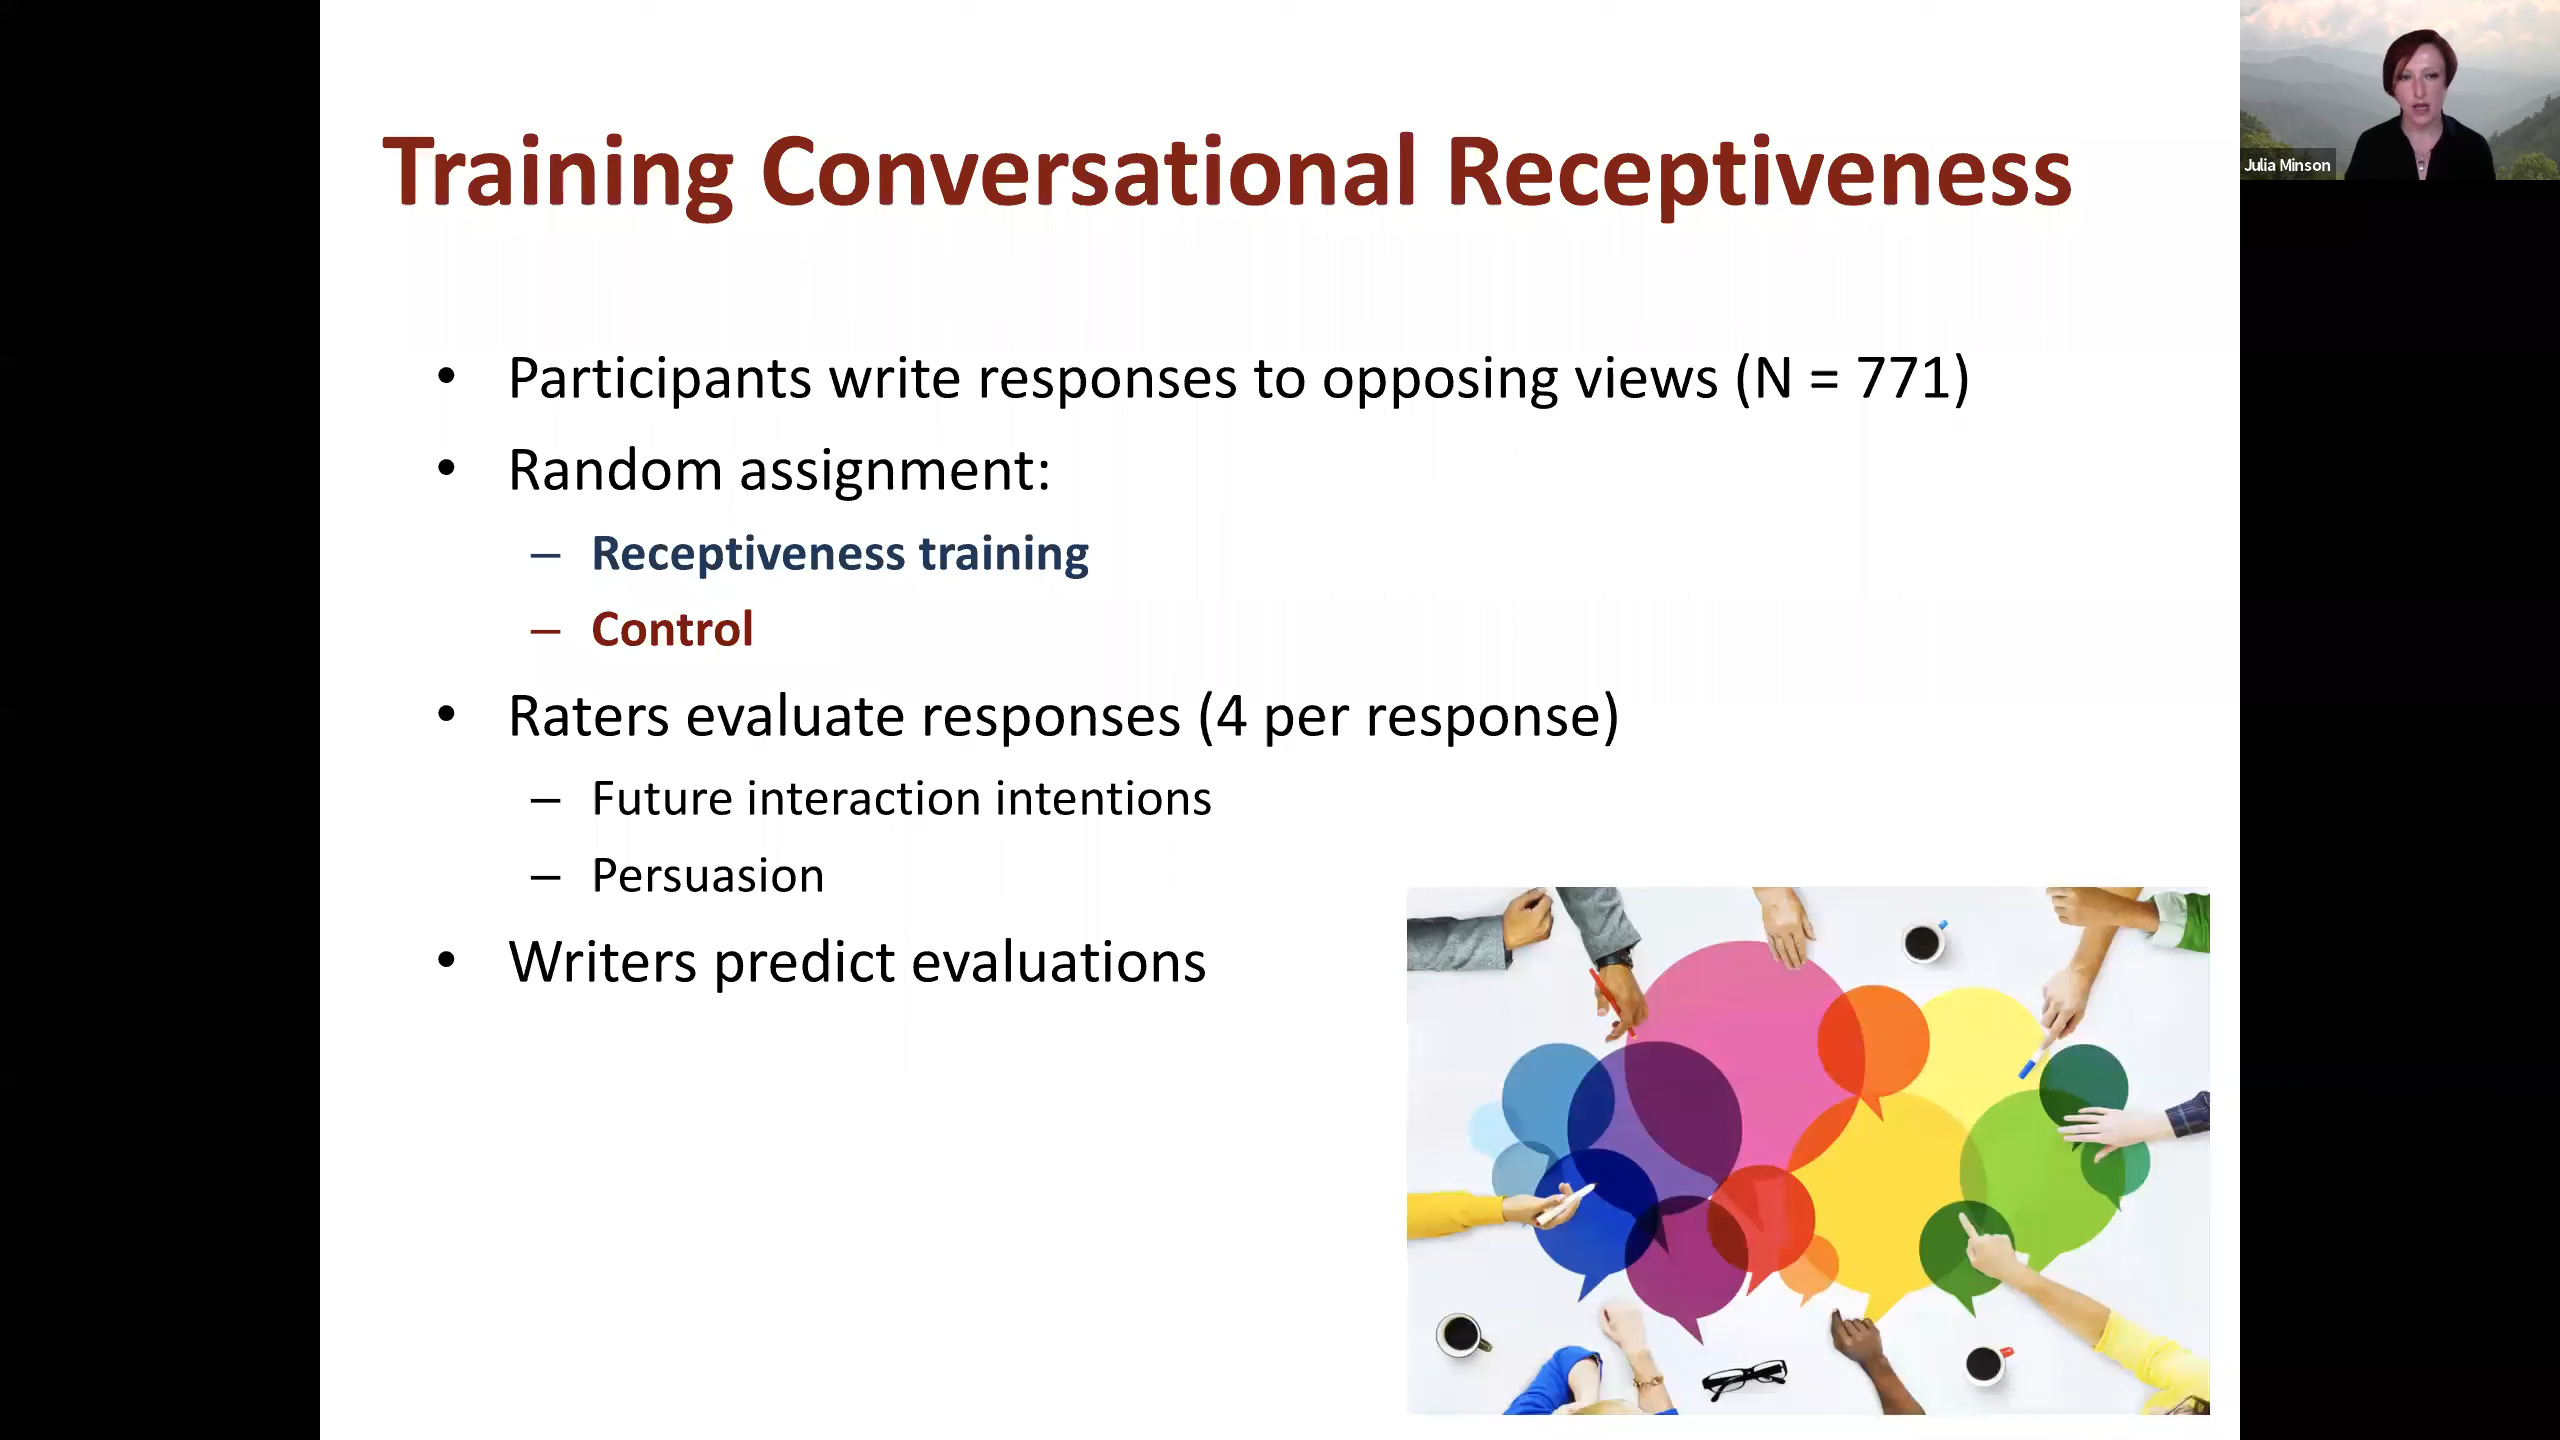 Training Conversational Receptiveness
Julia Minson
• Participants write responses to opposing views (N = 771)
• Random assignment:
– Receptiveness training
– Control
• Raters evaluate responses (4 per response)
– Future interaction intentions
– Persuasion
• Writers predict evaluations